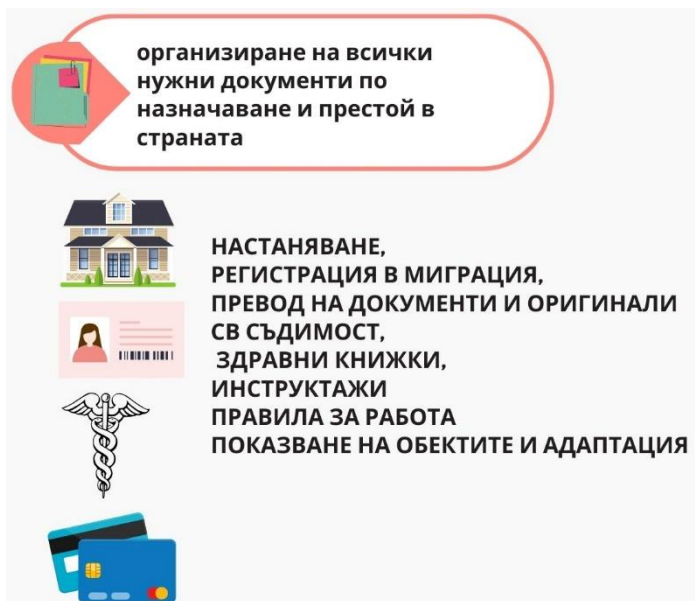 организиране на всички
нужни документи по
назначаване и престой в
страната
НАСТАНЯВАНЕ,
РЕГИСТРАЦИЯ В МИГРАЦИЯ,
ПРЕВОД НА ДОКУМЕНТИ И ОРИГИНАЛИ
СВ СЪДИМОСТ,
ЗДРАВНИ КНИЖКИ,
ИНСТРУКТАЖИ
ПРАВИЛА ЗА РАБОТА
ПОКАЗВАНЕ НА ОБЕКТИТЕ И АДАПТАЦИЯ